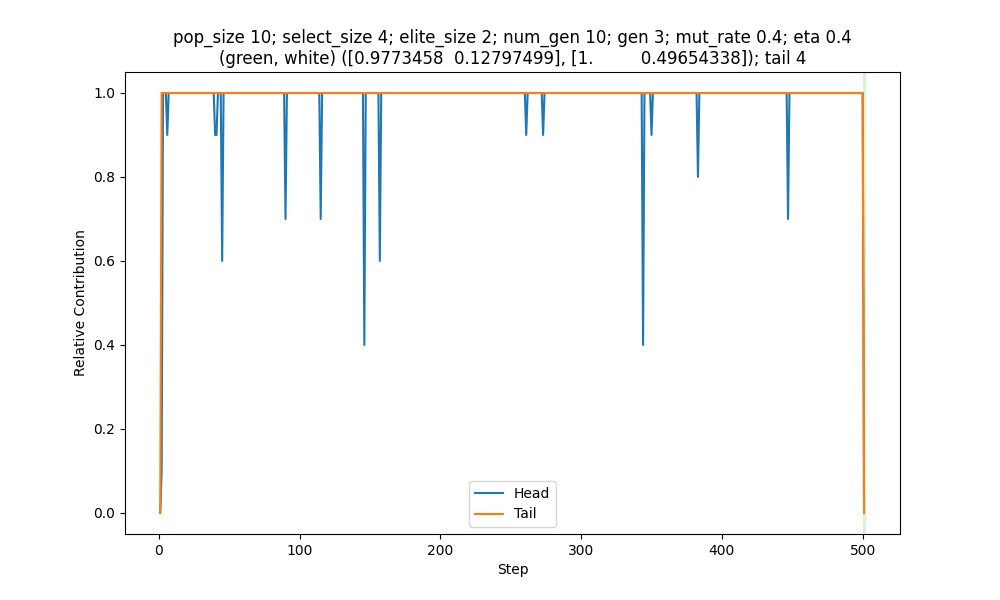 pop_size 10; select_size 4; elite_size 2; num_gen 10; gen 3; mut_rate 0.4; eta 0.4
(green, white) ([0.9773458  0.12797499], [1.         0.49654338]); tail 4
1.0
0.8
0.6
0.4
0.2
0.0
Relative Contribution
Head
Tail
0 100 200 300 400 500
Step